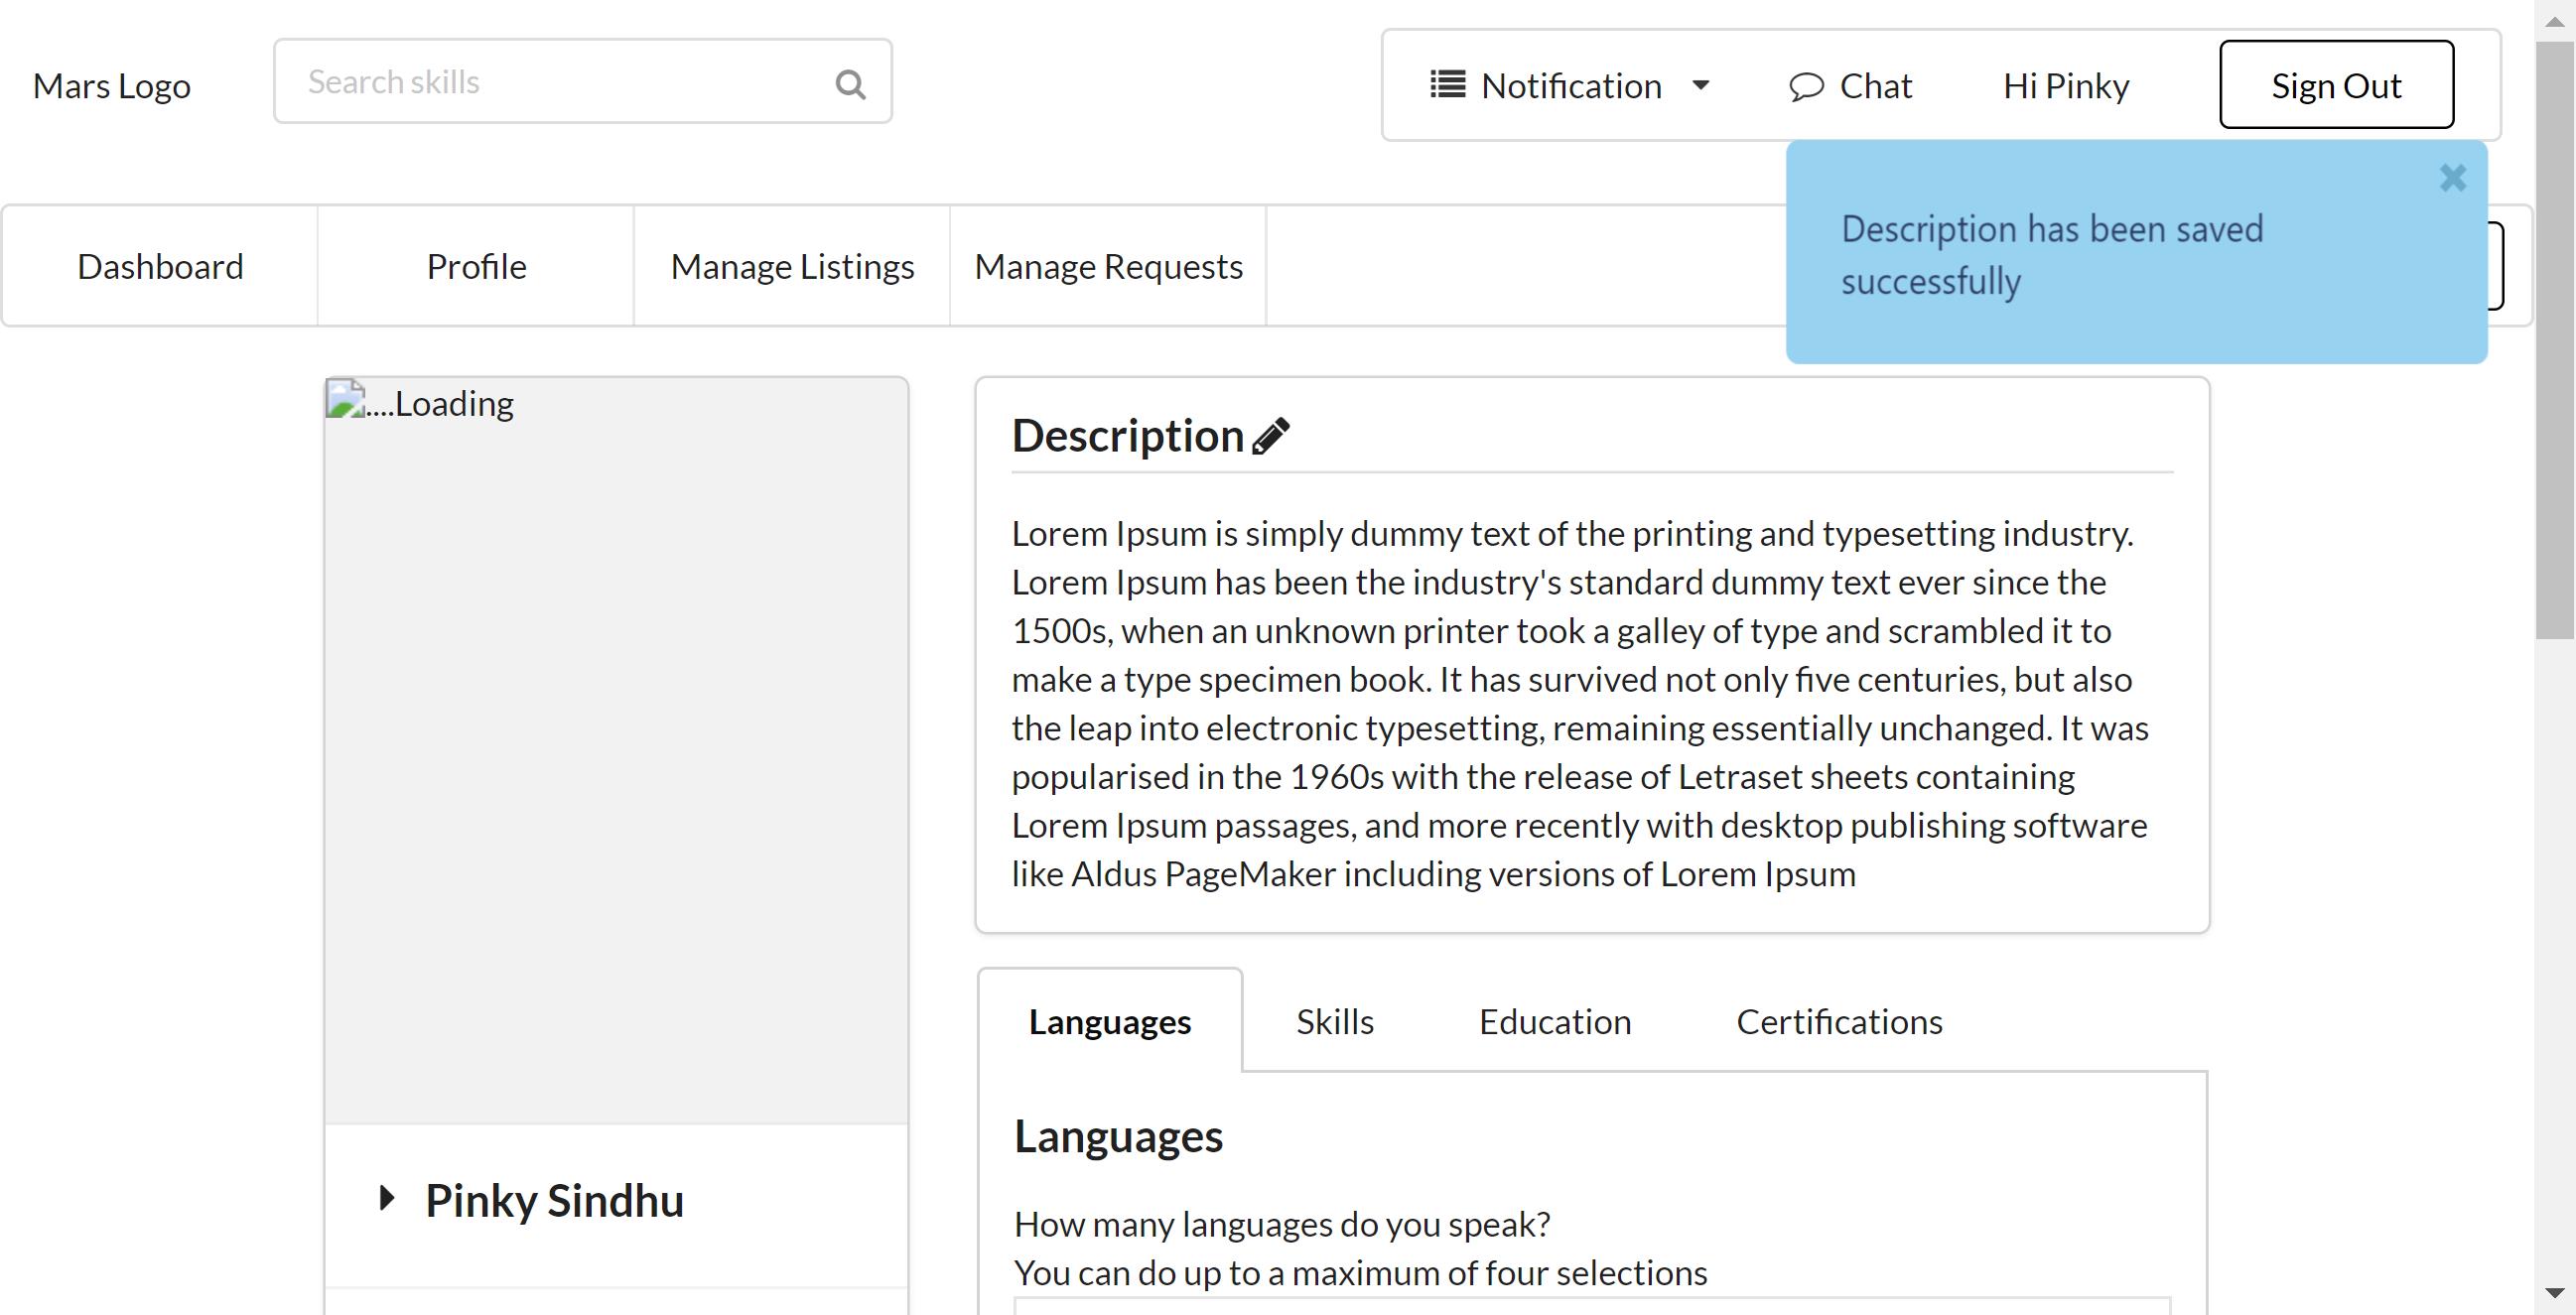 Mars Logo
Search skills
Notification
Chat
Hi Pinky
Sign Out
Description has been saved
successfully
Dashboard
Profile
Manage Listings
Manage Requests
....Loading
Description
Lorem Ipsum is simply dummy text of the printing and typesetting industry.
Lorem Ipsum has been the industry's standard dummy text ever since the
1500s, when an unknown printer took a galley of type and scrambled it to
make a type specimen book. It has survived not only five centuries, but also
the leap into electronic typesetting, remaining essentially unchanged. It was
popularised in the 1960s with the release of Letraset sheets containing
Lorem Ipsum passages, and more recently with desktop publishing software
like Aldus PageMaker including versions of Lorem Ipsum
Languages
Skills
Education
Certifications
Languages
Pinky Sindhu
How many languages do you speak?
You can do up to a maximum of four selections